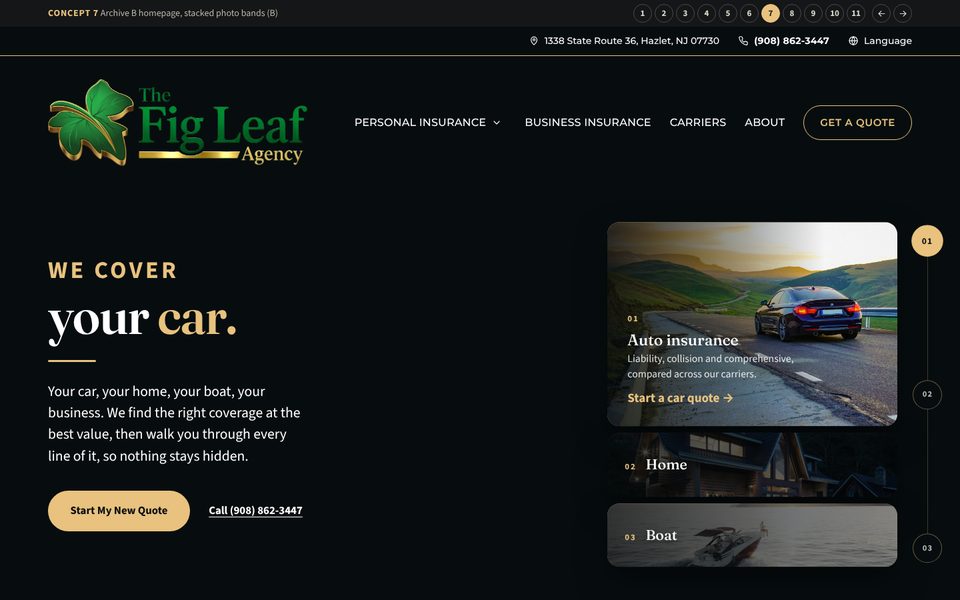 CONCEPT 7 Archive B homepage, stacked photo bands (B)
1 2 3 4 5 6 7 8 9 10 11 ← →
1338 State Route 36, Hazlet, NJ 07730 (908) 862-3447 Language
The
Fig Leaf
Agency
PERSONAL INSURANCE BUSINESS INSURANCE CARRIERS ABOUT GET A QUOTE
WE COVER
your car.
Your car, your home, your boat, your
business. We find the right coverage at the
best value, then walk you through every
line of it, so nothing stays hidden.
Start My New Quote Call (908) 862-3447
01
Auto insurance
Liability, collision and comprehensive,
compared across our carriers.
Start a car quote →
02 Home
03 Boat
01
02
03